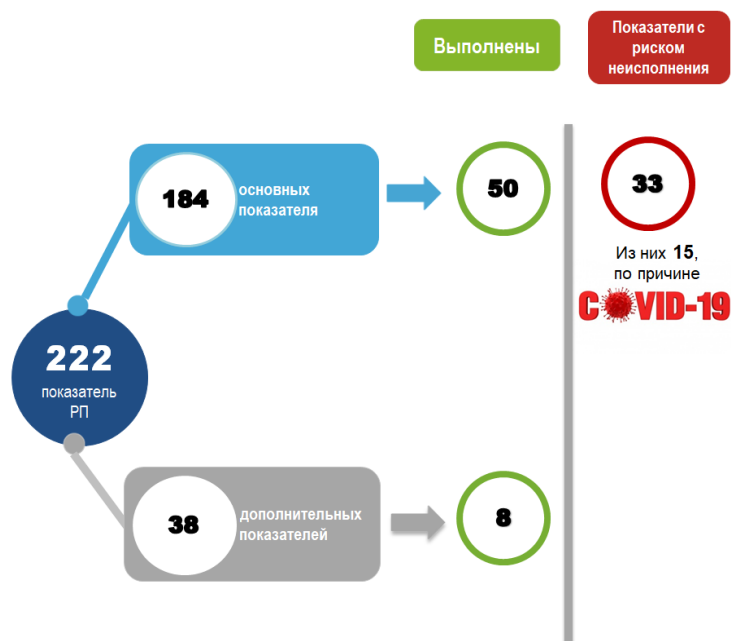 Выполнены
Показатели с
риском
неисполнения
184
основных
показателя
50
33
Из них 15,
по причине
COVID-19
222
показатель
РП
38
дополнительных
показателей
8